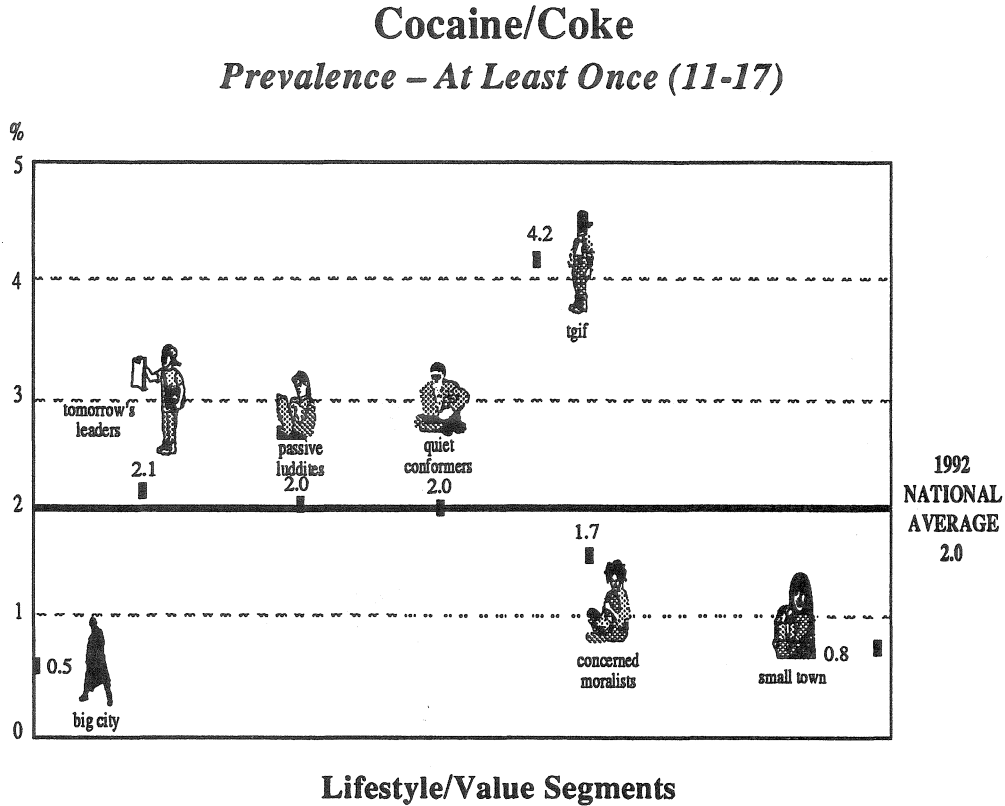 Cocaine/Coke
Prevalence – At Least Once (11-17)
%
5
4.2
4
tgif
3
tomorrow's
leaders
passive
luddites
quiet
conformers
2.1
2.0
2.0
2
1992
NATIONAL
AVERAGE
2.0
1.7
1
0.5
big city
concerned
moralists
0.8
small town
0
Lifestyle/Value Segments